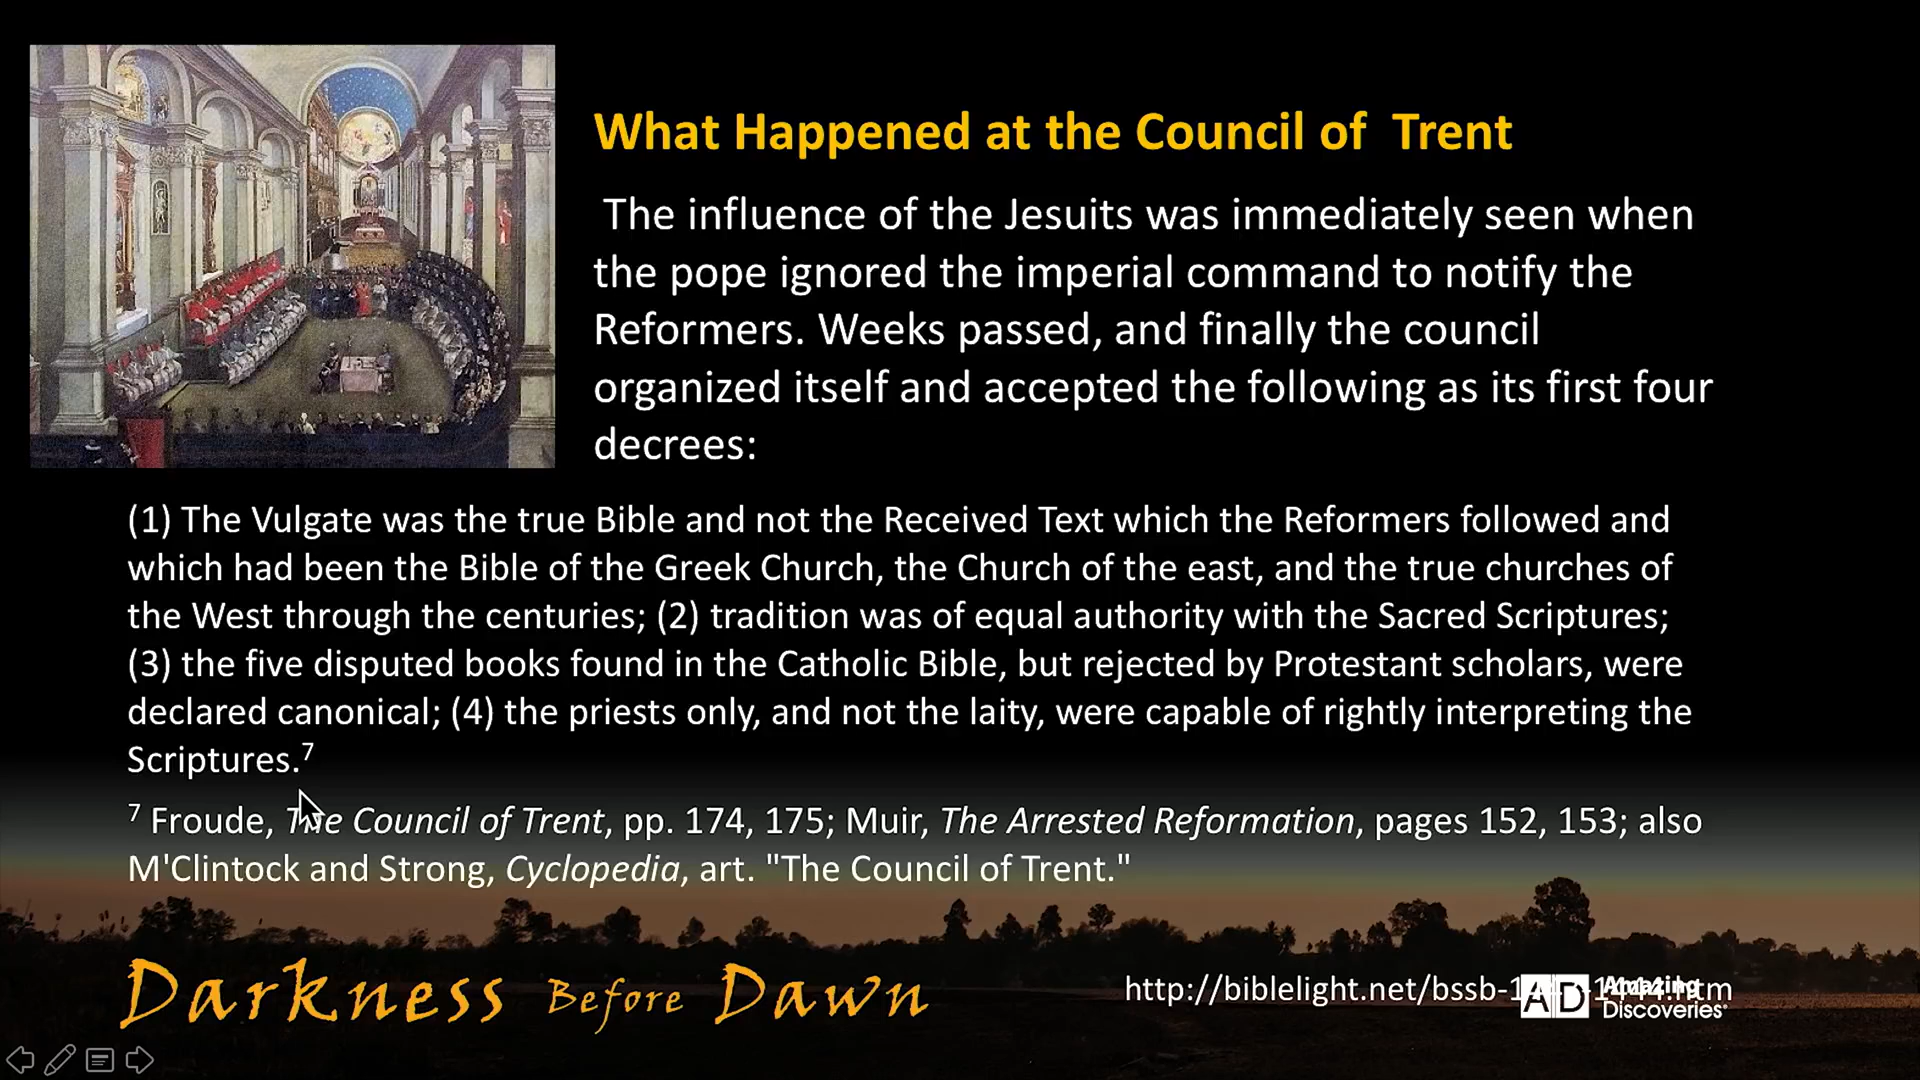 What Happened at the Council of Trent
The influence of the Jesuits was immediately seen when
the pope ignored the imperial command to notify the
Reformers. Weeks passed, and finally the council
organized itself and accepted the following as its first four
decrees:
(1) The Vulgate was the true Bible and not the Received Text which the Reformers followed and
which had been the Bible of the Greek Church, the Church of the east, and the true churches of
the West through the centuries; (2) tradition was of equal authority with the Sacred Scriptures;
(3) the five disputed books found in the Catholic Bible, but rejected by Protestant scholars, were
declared canonical; (4) the priests only, and not the laity, were capable of rightly interpreting the
Scriptures.⁷
⁷ Froude, The Council of Trent, pp. 174, 175; Muir, The Arrested Reformation, pages 152, 153; also
M'Clintock and Strong, Cyclopedia, art. "The Council of Trent."
Darkness Before Dawn
AD Amazing
Discoveries